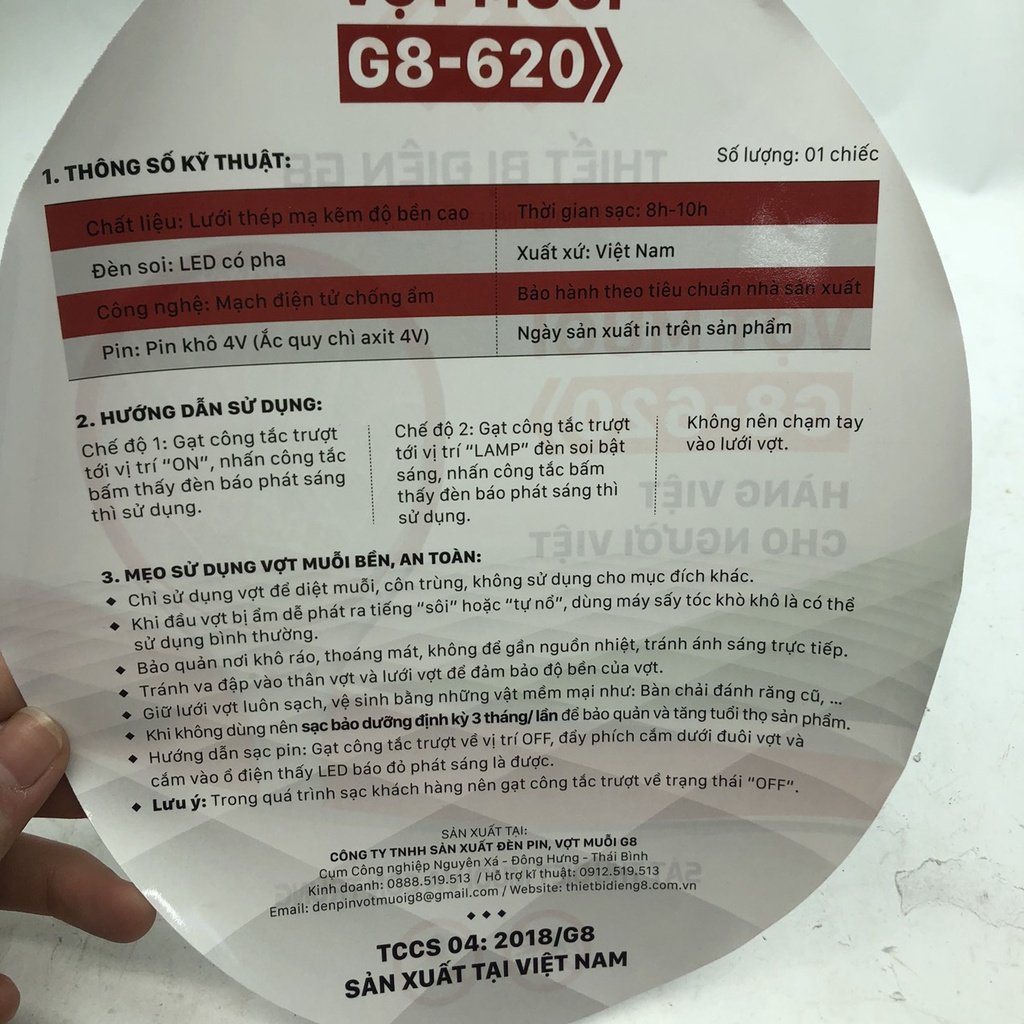 VỢT MUỖI
G8-620
1. THÔNG SỐ KỸ THUẬT:
Số lượng: 01 chiếc
Chất liệu: Lưới thép mạ kẽm độ bền cao
Thời gian sạc: 8h-10h
Đèn soi: LED có pha
Xuất xứ: Việt Nam
Công nghệ: Mạch điện tử chống ẩm
Bảo hành theo tiêu chuẩn nhà sản xuất
Pin: Pin khô 4V (Ắc quy chì axit 4V)
Ngày sản xuất in trên sản phẩm
2. HƯỚNG DẪN SỬ DỤNG:
Chế độ 1: Gạt công tắc trượt
tới vị trí “ON”, nhấn công tắc
bấm thấy đèn báo phát sáng
thì sử dụng.
Chế độ 2: Gạt công tắc trượt
tới vị trí “LAMP” đèn soi bật
sáng, nhấn công tắc bấm
thấy đèn báo phát sáng thì
sử dụng.
Không nên chạm tay
vào lưới vợt.
3. MẸO SỬ DỤNG VỢT MUỖI BỀN, AN TOÀN:
◆ Chỉ sử dụng vợt để diệt muỗi, côn trùng, không sử dụng cho mục đích khác.
◆ Khi đầu vợt bị ẩm dễ phát ra tiếng “sôi” hoặc “tự nổ”, dùng máy sấy tóc khò khô là có thể
sử dụng bình thường.
◆ Bảo quản nơi khô ráo, thoáng mát, không để gần nguồn nhiệt, tránh ánh sáng trực tiếp.
◆ Tránh va đập vào thân vợt và lưới vợt để đảm bảo độ bền của vợt.
◆ Giữ lưới vợt luôn sạch, vệ sinh bằng những vật mềm mại như: Bàn chải đánh răng cũ, ...
◆ Khi không dùng nên sạc bảo dưỡng định kỳ 3 tháng/ lần để bảo quản và tăng tuổi thọ sản phẩm.
◆ Hướng dẫn sạc pin: Gạt công tắc trượt về vị trí OFF, đẩy phích cắm dưới đuôi vợt và
cắm vào ổ điện thấy LED báo đỏ phát sáng là được.
◆ Lưu ý: Trong quá trình sạc khách hàng nên gạt công tắc trượt về trạng thái “OFF”.
SẢN XUẤT TẠI:
CÔNG TY TNHH SẢN XUẤT ĐÈN PIN, VỢT MUỖI G8
Cụm Công nghiệp Nguyên Xá - Đông Hưng - Thái Bình
Kinh doanh: 0888.519.513 / Hỗ trợ kĩ thuật: 0912.519.513
Email: denpinvotmuoig8@gmail.com / Website: thietbidieng8.com.vn
◆ ◆ ◆
TCCS 04: 2018/G8
SẢN XUẤT TẠI VIỆT NAM
THIẾT BỊ ĐIỆN G8
VỢT MUỖI
G8-620
HÀNG VIỆT
CHO NGƯỜI VIỆT